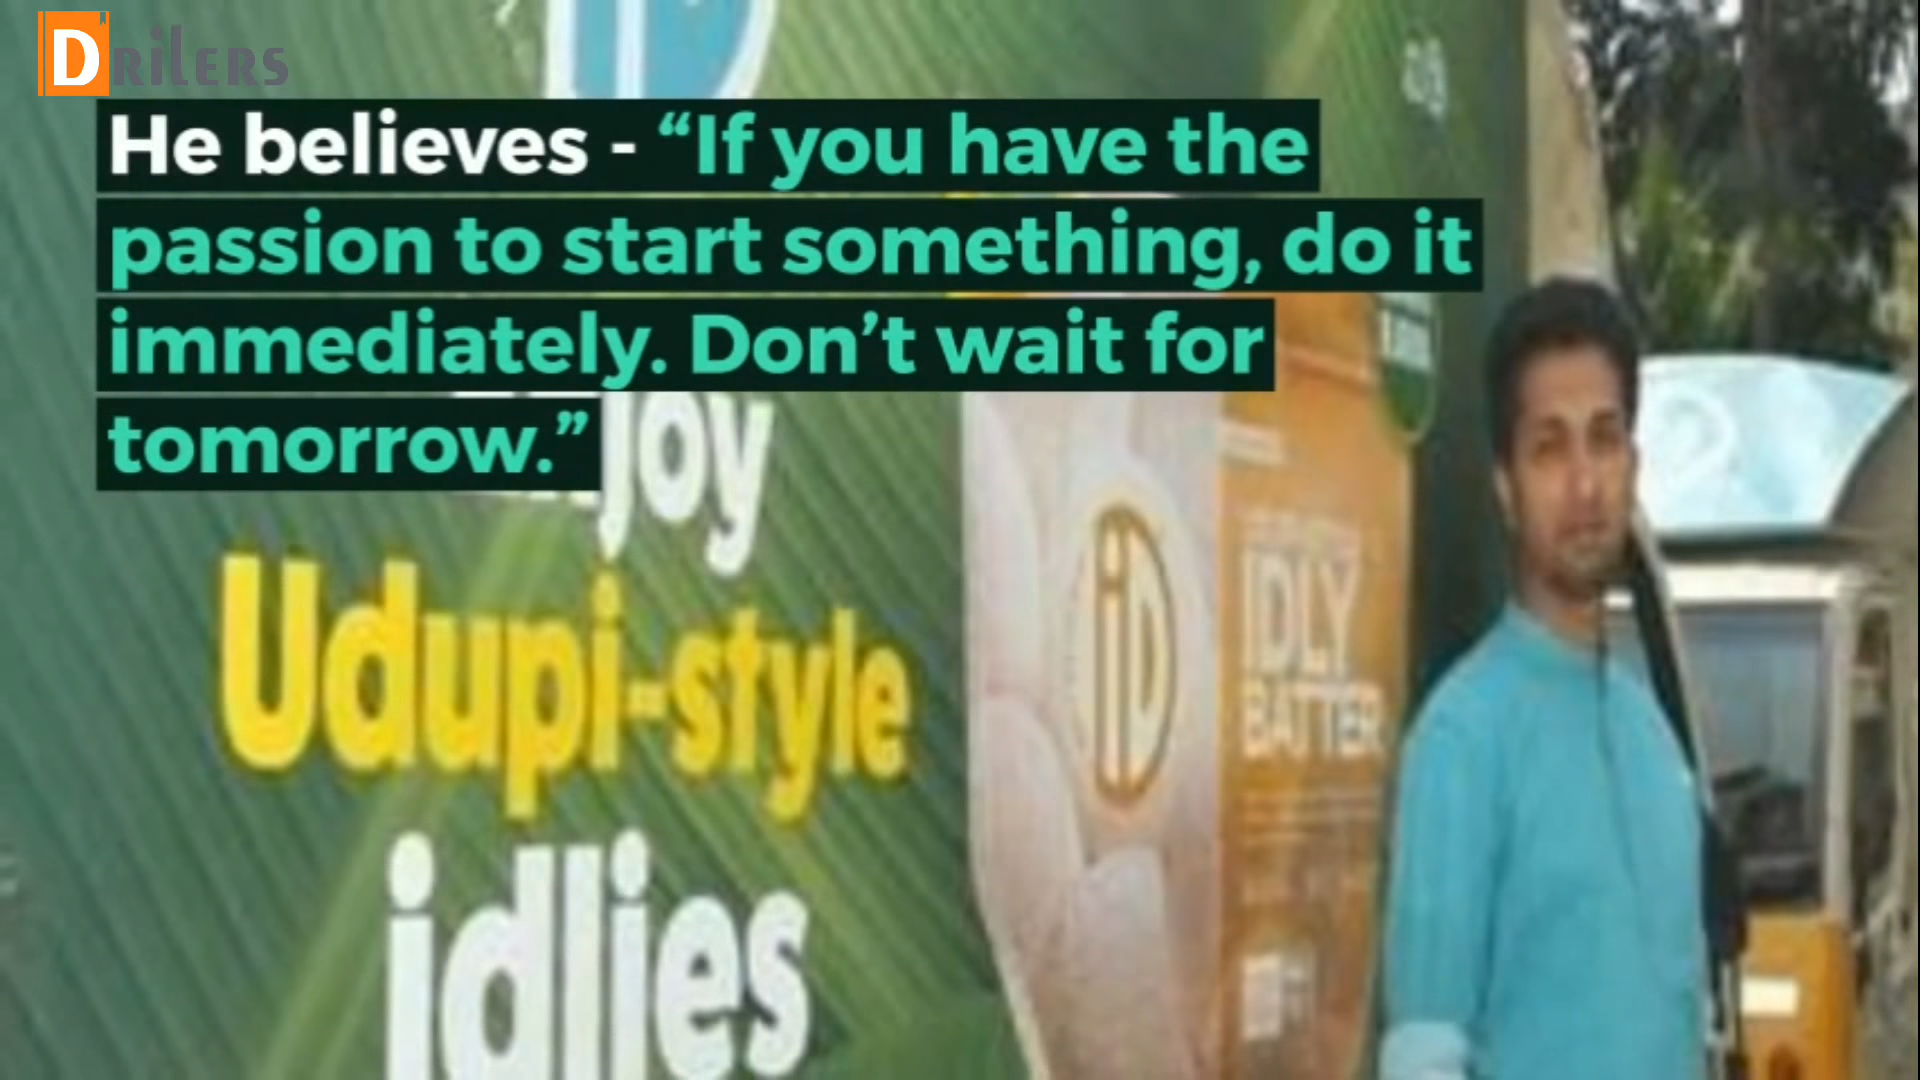 DRILERS
iD
He believes - “If you have the
passion to start something, do it
immediately. Don’t wait for
tomorrow.”
Udupi-style
idlies
iD
IDLY
BATTER